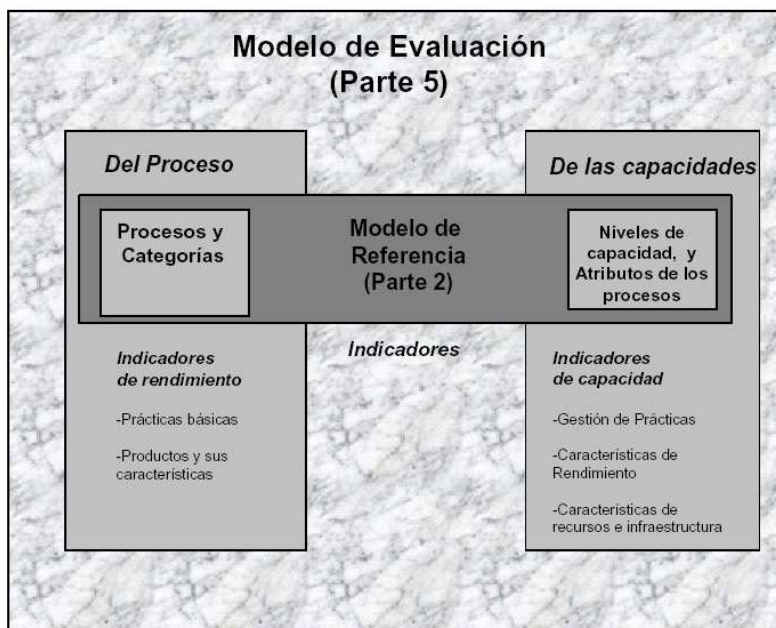 Modelo de Evaluación
(Parte 5)
Del Proceso
De las capacidades
Procesos y
Categorías
Modelo de
Referencia
(Parte 2)
Niveles de
capacidad, y
Atributos de los
procesos
Indicadores
Indicadores
de rendimiento
-Prácticas básicas
-Productos y sus
características
Indicadores
de capacidad
-Gestión de Prácticas
-Características de
Rendimiento
-Características de
recursos e infraestructura